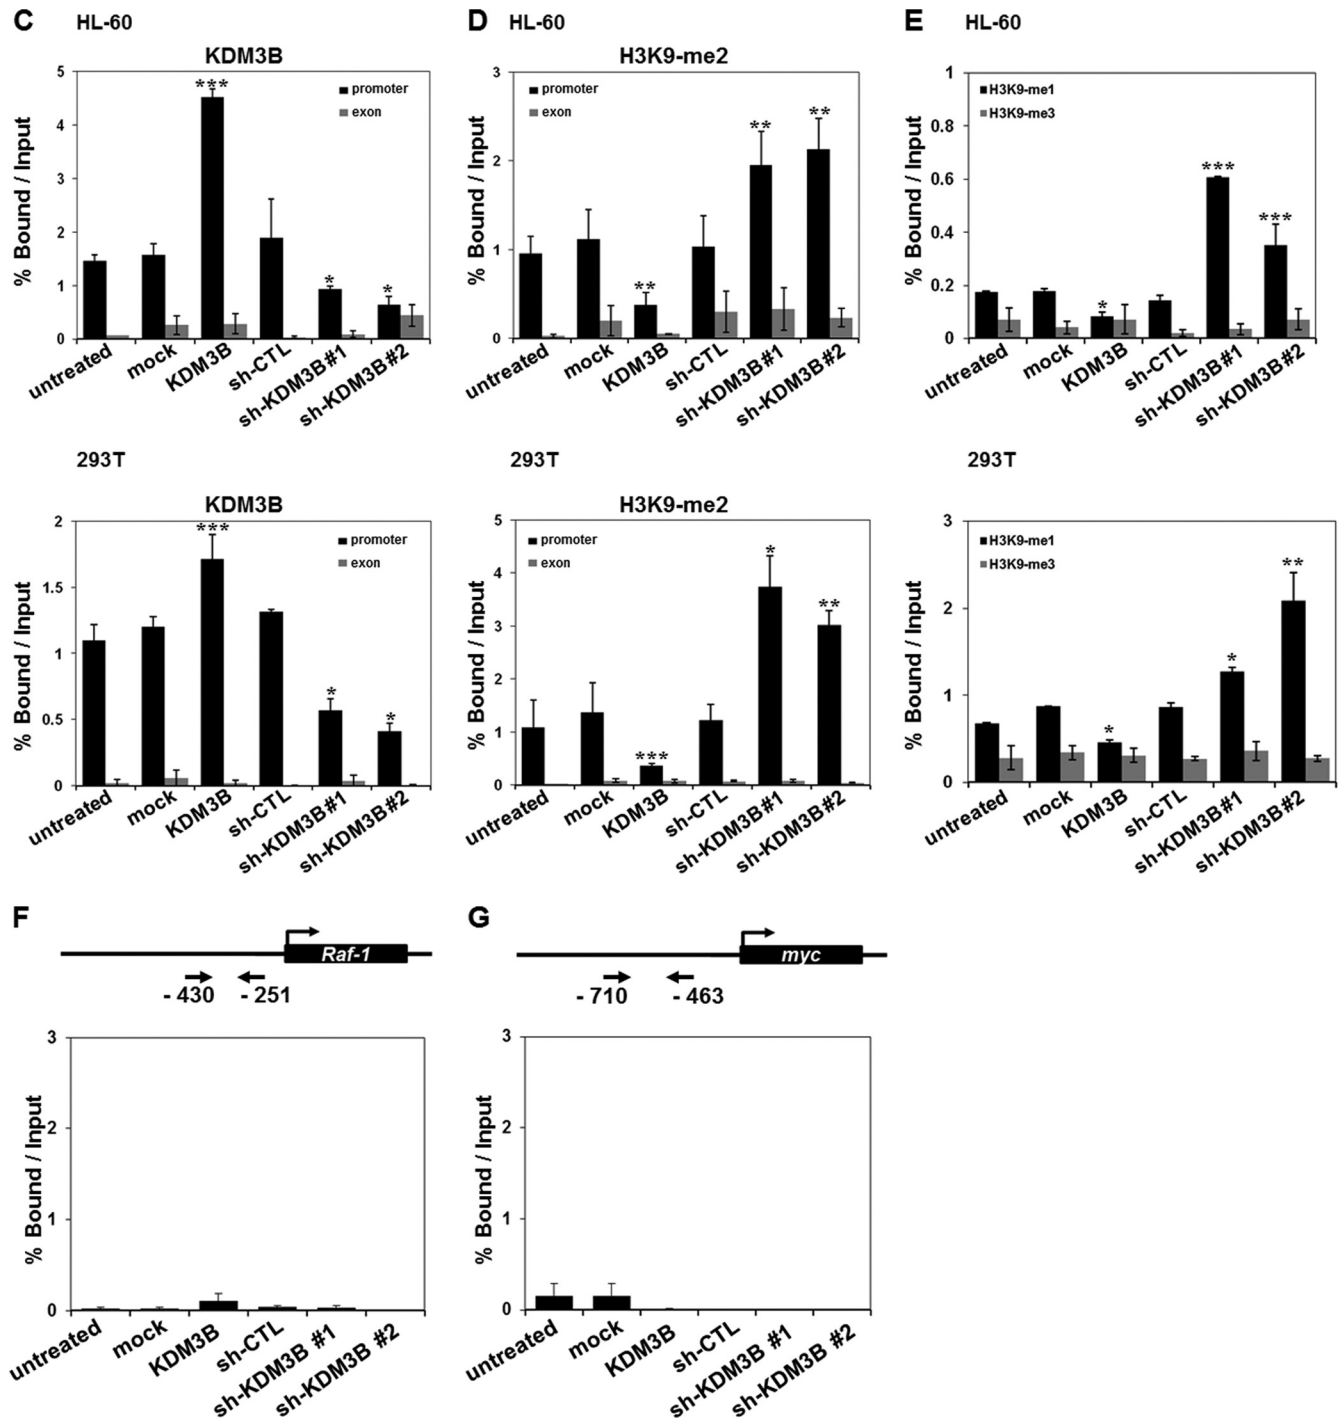 C HL-60
KDM3B
% Bound / Input
5
4
3
2
1
0
promoter
exon
***
*
*
untreated
mock
KDM3B
sh-CTL
sh-KDM3B#1
sh-KDM3B#2
D HL-60
H3K9-me2
% Bound / Input
3
2
1
0
promoter
exon
**
**
**
untreated
mock
KDM3B
sh-CTL
sh-KDM3B#1
sh-KDM3B#2
E HL-60
% Bound / Input
1
0.8
0.6
0.4
0.2
0
H3K9-me1
H3K9-me3
*
***
***
untreated
mock
KDM3B
sh-CTL
sh-KDM3B#1
sh-KDM3B#2
293T
KDM3B
% Bound / Input
2
1.5
1
0.5
0
promoter
exon
***
*
*
untreated
mock
KDM3B
sh-CTL
sh-KDM3B#1
sh-KDM3B#2
293T
H3K9-me2
% Bound / Input
5
4
3
2
1
0
promoter
exon
***
*
**
untreated
mock
KDM3B
sh-CTL
sh-KDM3B#1
sh-KDM3B#2
293T
% Bound / Input
3
2
1
0
H3K9-me1
H3K9-me3
*
*
**
untreated
mock
KDM3B
sh-CTL
sh-KDM3B#1
sh-KDM3B#2
F
Raf-1
- 430 - 251
% Bound / Input
3
2
1
0
untreated
mock
KDM3B
sh-CTL
sh-KDM3B #1
sh-KDM3B #2
G
myc
- 710 - 463
% Bound / Input
3
2
1
0
untreated
mock
KDM3B
sh-CTL
sh-KDM3B #1
sh-KDM3B #2